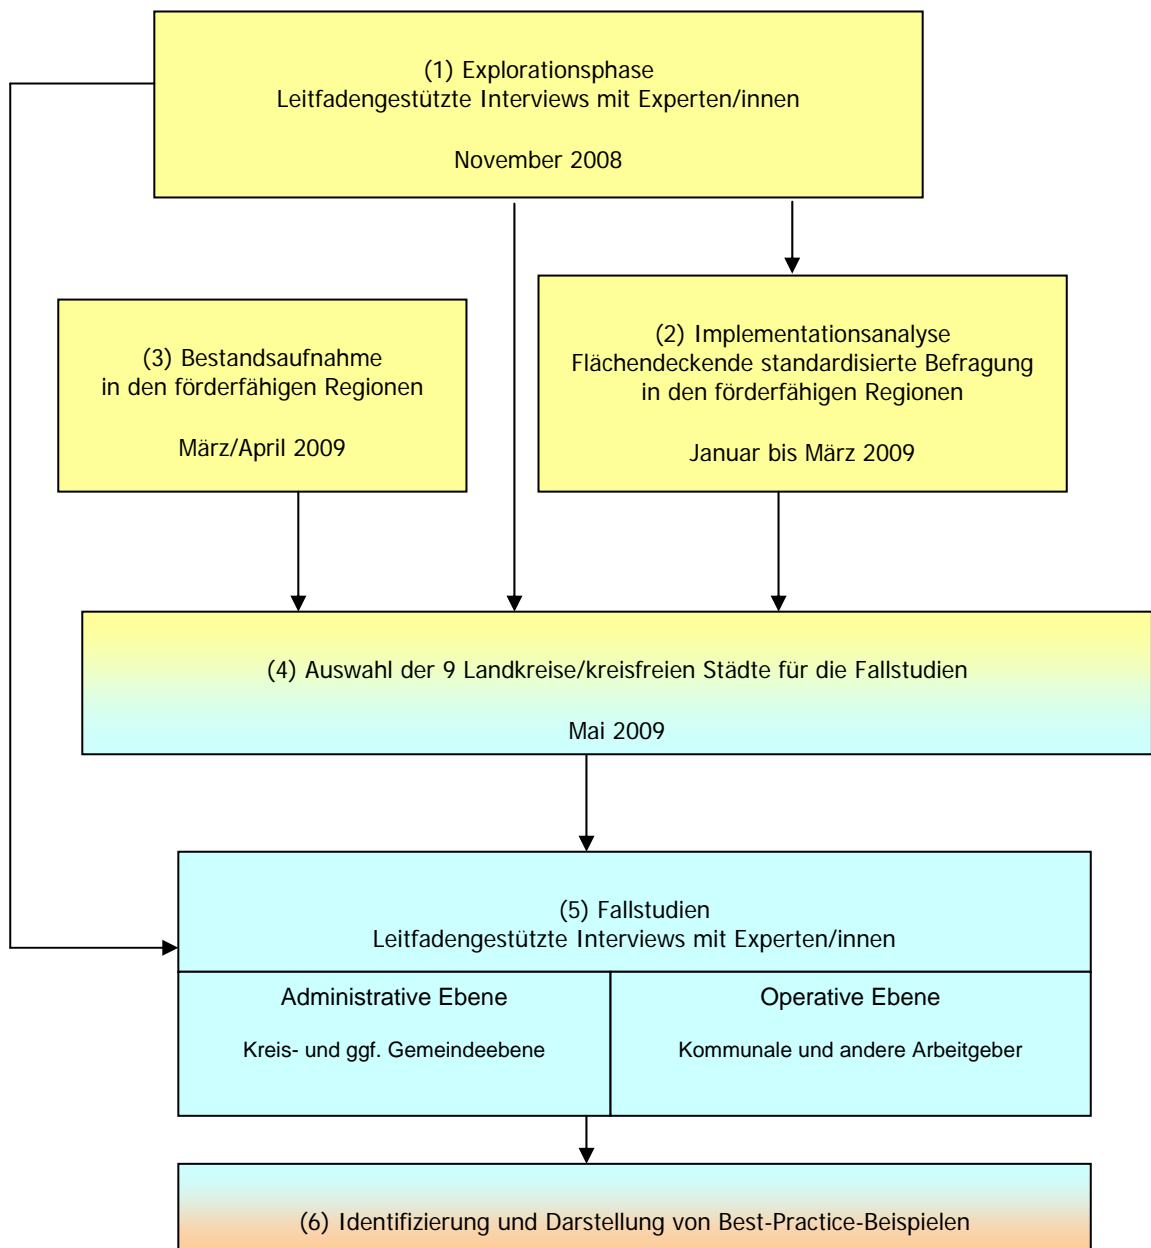 (1) Explorationsphase
Leitfadengestützte Interviews mit Experten/innen
November 2008
(3) Bestandsaufnahme
in den förderfähigen Regionen
März/April 2009
(2) Implementationsanalyse
Flächendeckende standardisierte Befragung
in den förderfähigen Regionen
Januar bis März 2009
(4) Auswahl der 9 Landkreise/kreisfreien Städte für die Fallstudien
Mai 2009
(5) Fallstudien
Leitfadengestützte Interviews mit Experten/innen
Administrative Ebene
Kreis- und ggf. Gemeindeebene
Operative Ebene
Kommunale und andere Arbeitgeber
(6) Identifizierung und Darstellung von Best-Practice-Beispielen